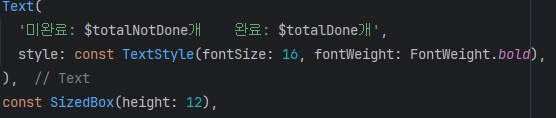 Text(
  '미완료: $totalNotDone개    완료: $totalDone개',
  style: const TextStyle(fontSize: 16, fontWeight: FontWeight.bold),
),  // Text
const SizedBox(height: 12),